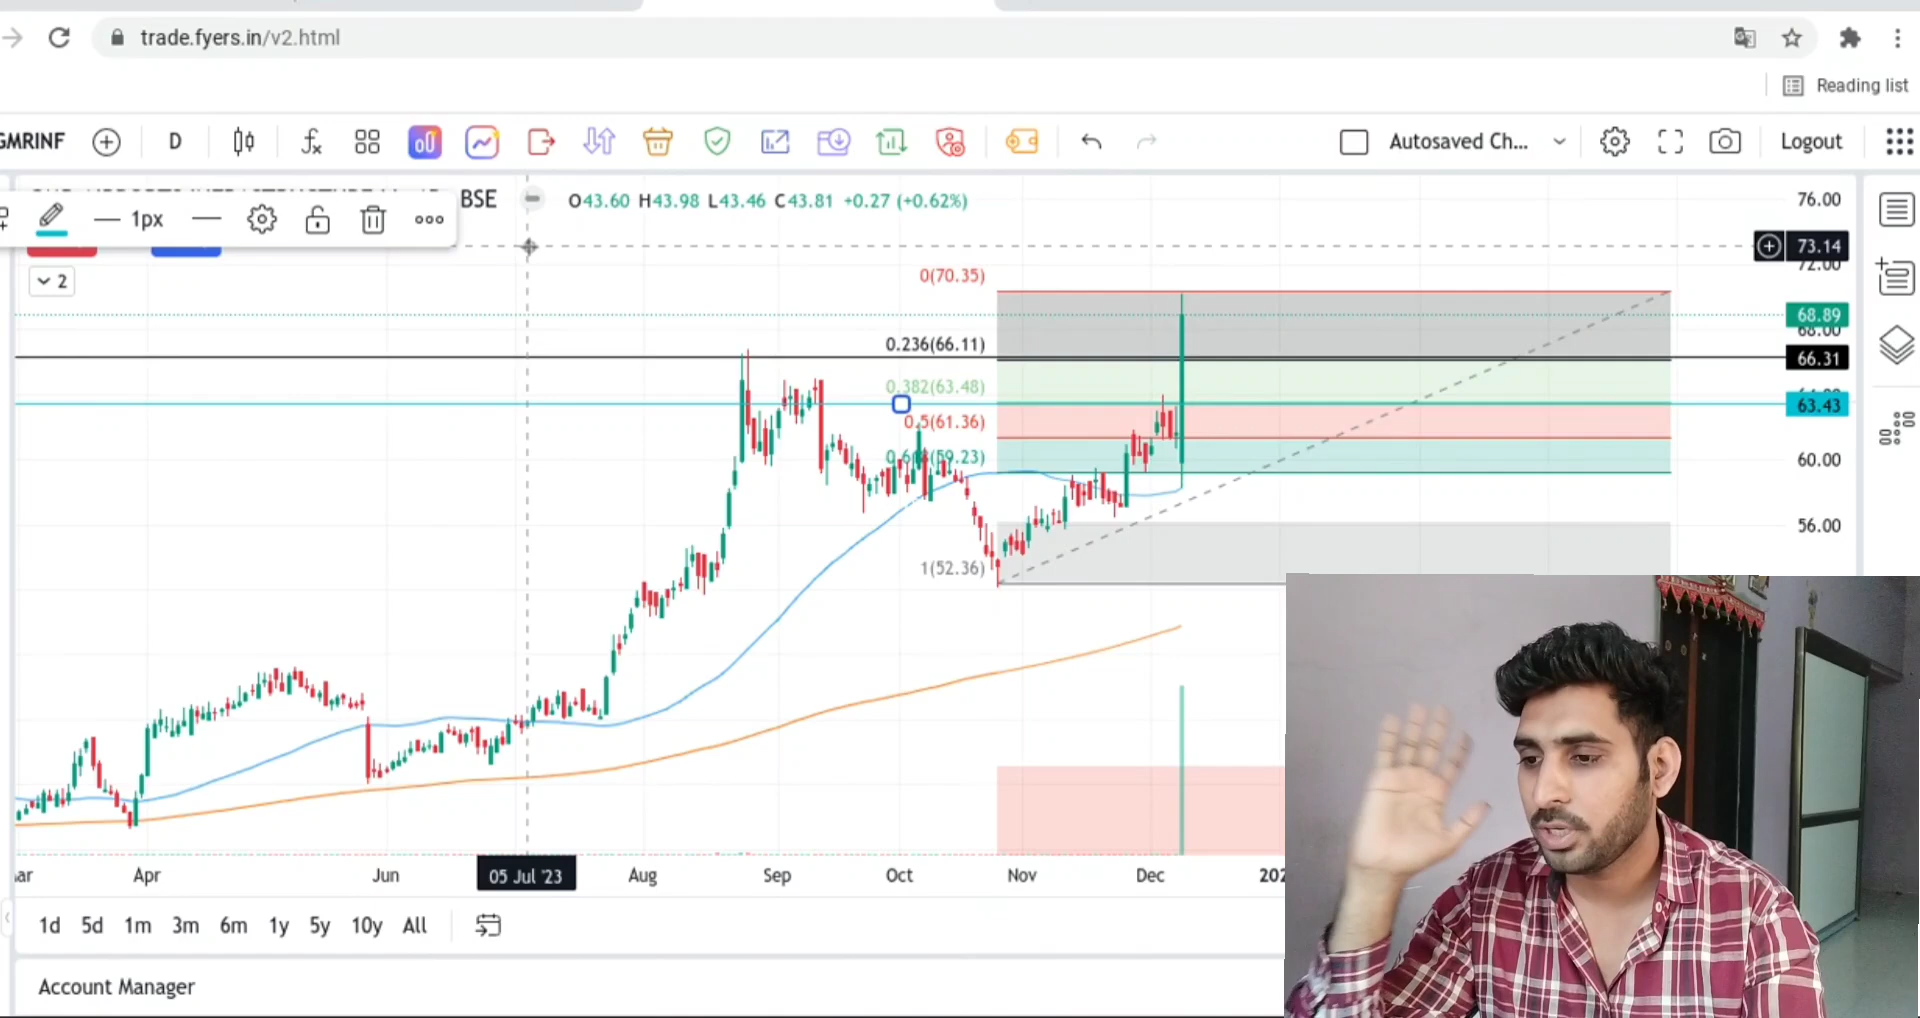 trade.fyers.in/v2.html
Reading list
GMRINF
D
Autosaved Ch...
Logout
BSE
O43.60 H43.98 L43.46 C43.81 +0.27 (+0.62%)
1px
2
76.00
73.14
72.00
68.89
68.00
66.31
63.43
60.00
56.00
0(70.35)
0.236(66.11)
0.382(63.48)
0.5(61.36)
1(52.36)
Apr
Jun
05 Jul '23
Aug
Sep
Oct
Nov
Dec
1d 5d 1m 3m 6m 1y 5y 10y All
Account Manager